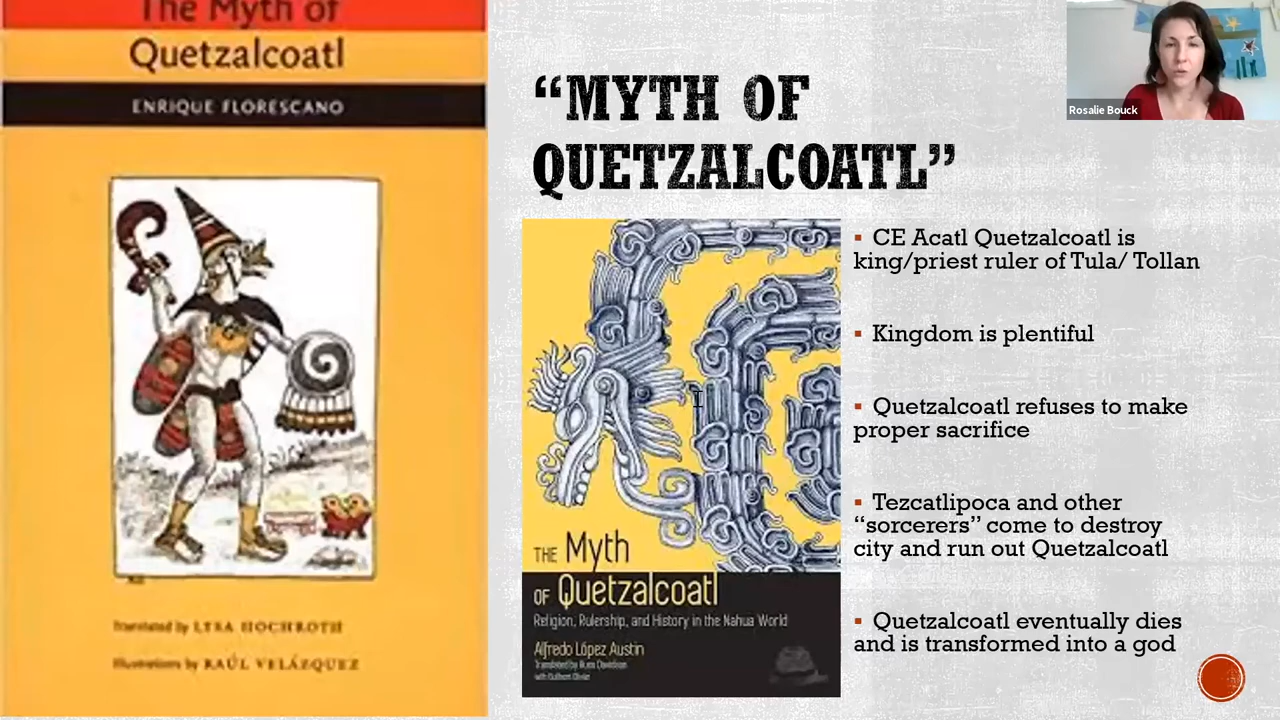 The Myth of
Quetzalcoatl
ENRIQUE FLORESCANO
Translated by LYSA HOCHROTH
Illustrations by RAÚL VELÁZQUEZ
“MYTH OF
QUETZALCOATL”
THE Myth
OF Quetzalcoatl
Religion, Rulership, and History in the Nahua World
Alfredo López Austin
Translated by Russ Davidson
with Guilhem Olivier
▪ CE Acatl Quetzalcoatl is
king/priest ruler of Tula/ Tollan
▪ Kingdom is plentiful
▪ Quetzalcoatl refuses to make
proper sacrifice
▪ Tezcatlipoca and other
“sorcerers” come to destroy
city and run out Quetzalcoatl
▪ Quetzalcoatl eventually dies
and is transformed into a god
Rosalie Bouck